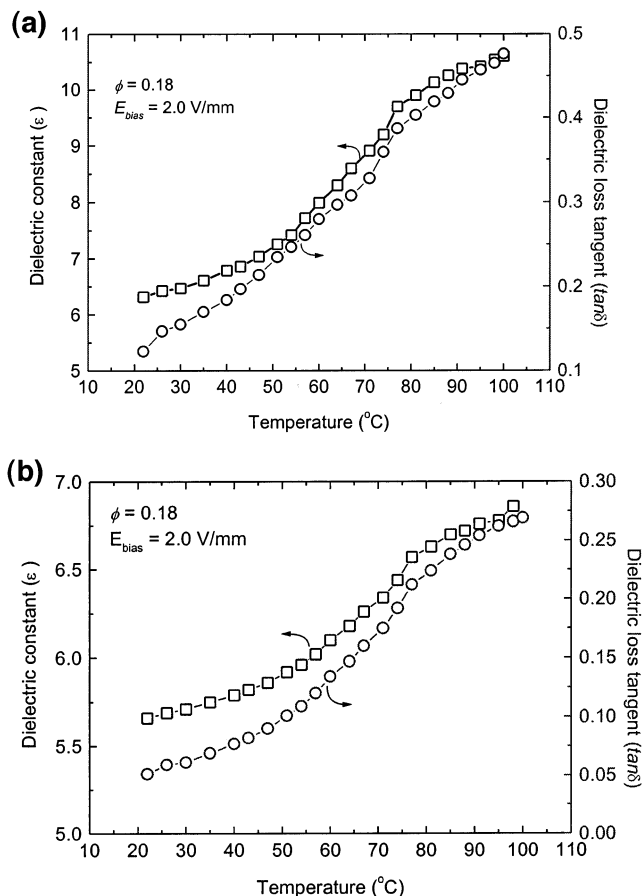 (a)
11
10
9
8
7
6
5
0.5
0.4
0.3
0.2
0.1
ϕ = 0.18
E_bias = 2.0 V/mm
Dielectric constant (ε)
Dielectric loss tangent (tanδ)
10 20 30 40 50 60 70 80 90 100 110
Temperature (°C)
(b)
7.0
6.5
6.0
5.5
5.0
0.30
0.25
0.20
0.15
0.10
0.05
0.00
ϕ = 0.18
E_bias = 2.0 V/mm
Dielectric constant (ε)
Dielectric loss tangent (tanδ)
10 20 30 40 50 60 70 80 90 100 110
Temperature (°C)